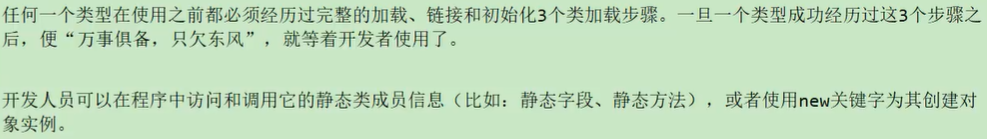 任何一个类型在使用之前都必须经历过完整的加载、链接和初始化3个类加载步骤。一旦一个类型成功经历过这3个步骤之
后，便“万事俱备，只欠东风”，就等着开发者使用了。
开发人员可以在程序中访问和调用它的静态类成员信息（比如：静态字段、静态方法），或者使用new关键字为其创建对
象实例。